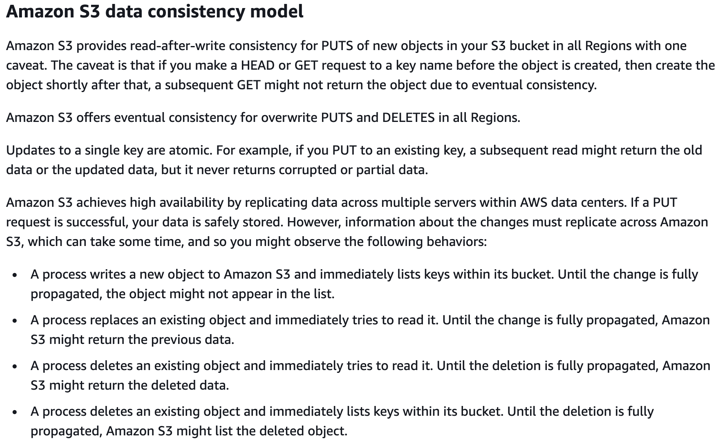 Amazon S3 data consistency model
Amazon S3 provides read-after-write consistency for PUTS of new objects in your S3 bucket in all Regions with one
caveat. The caveat is that if you make a HEAD or GET request to a key name before the object is created, then create the
object shortly after that, a subsequent GET might not return the object due to eventual consistency.
Amazon S3 offers eventual consistency for overwrite PUTS and DELETES in all Regions.
Updates to a single key are atomic. For example, if you PUT to an existing key, a subsequent read might return the old
data or the updated data, but it never returns corrupted or partial data.
Amazon S3 achieves high availability by replicating data across multiple servers within AWS data centers. If a PUT
request is successful, your data is safely stored. However, information about the changes must replicate across Amazon
S3, which can take some time, and so you might observe the following behaviors:
• A process writes a new object to Amazon S3 and immediately lists keys within its bucket. Until the change is fully
propagated, the object might not appear in the list.
• A process replaces an existing object and immediately tries to read it. Until the change is fully propagated, Amazon
S3 might return the previous data.
• A process deletes an existing object and immediately tries to read it. Until the deletion is fully propagated, Amazon
S3 might return the deleted data.
• A process deletes an existing object and immediately lists keys within its bucket. Until the deletion is fully
propagated, Amazon S3 might list the deleted object.